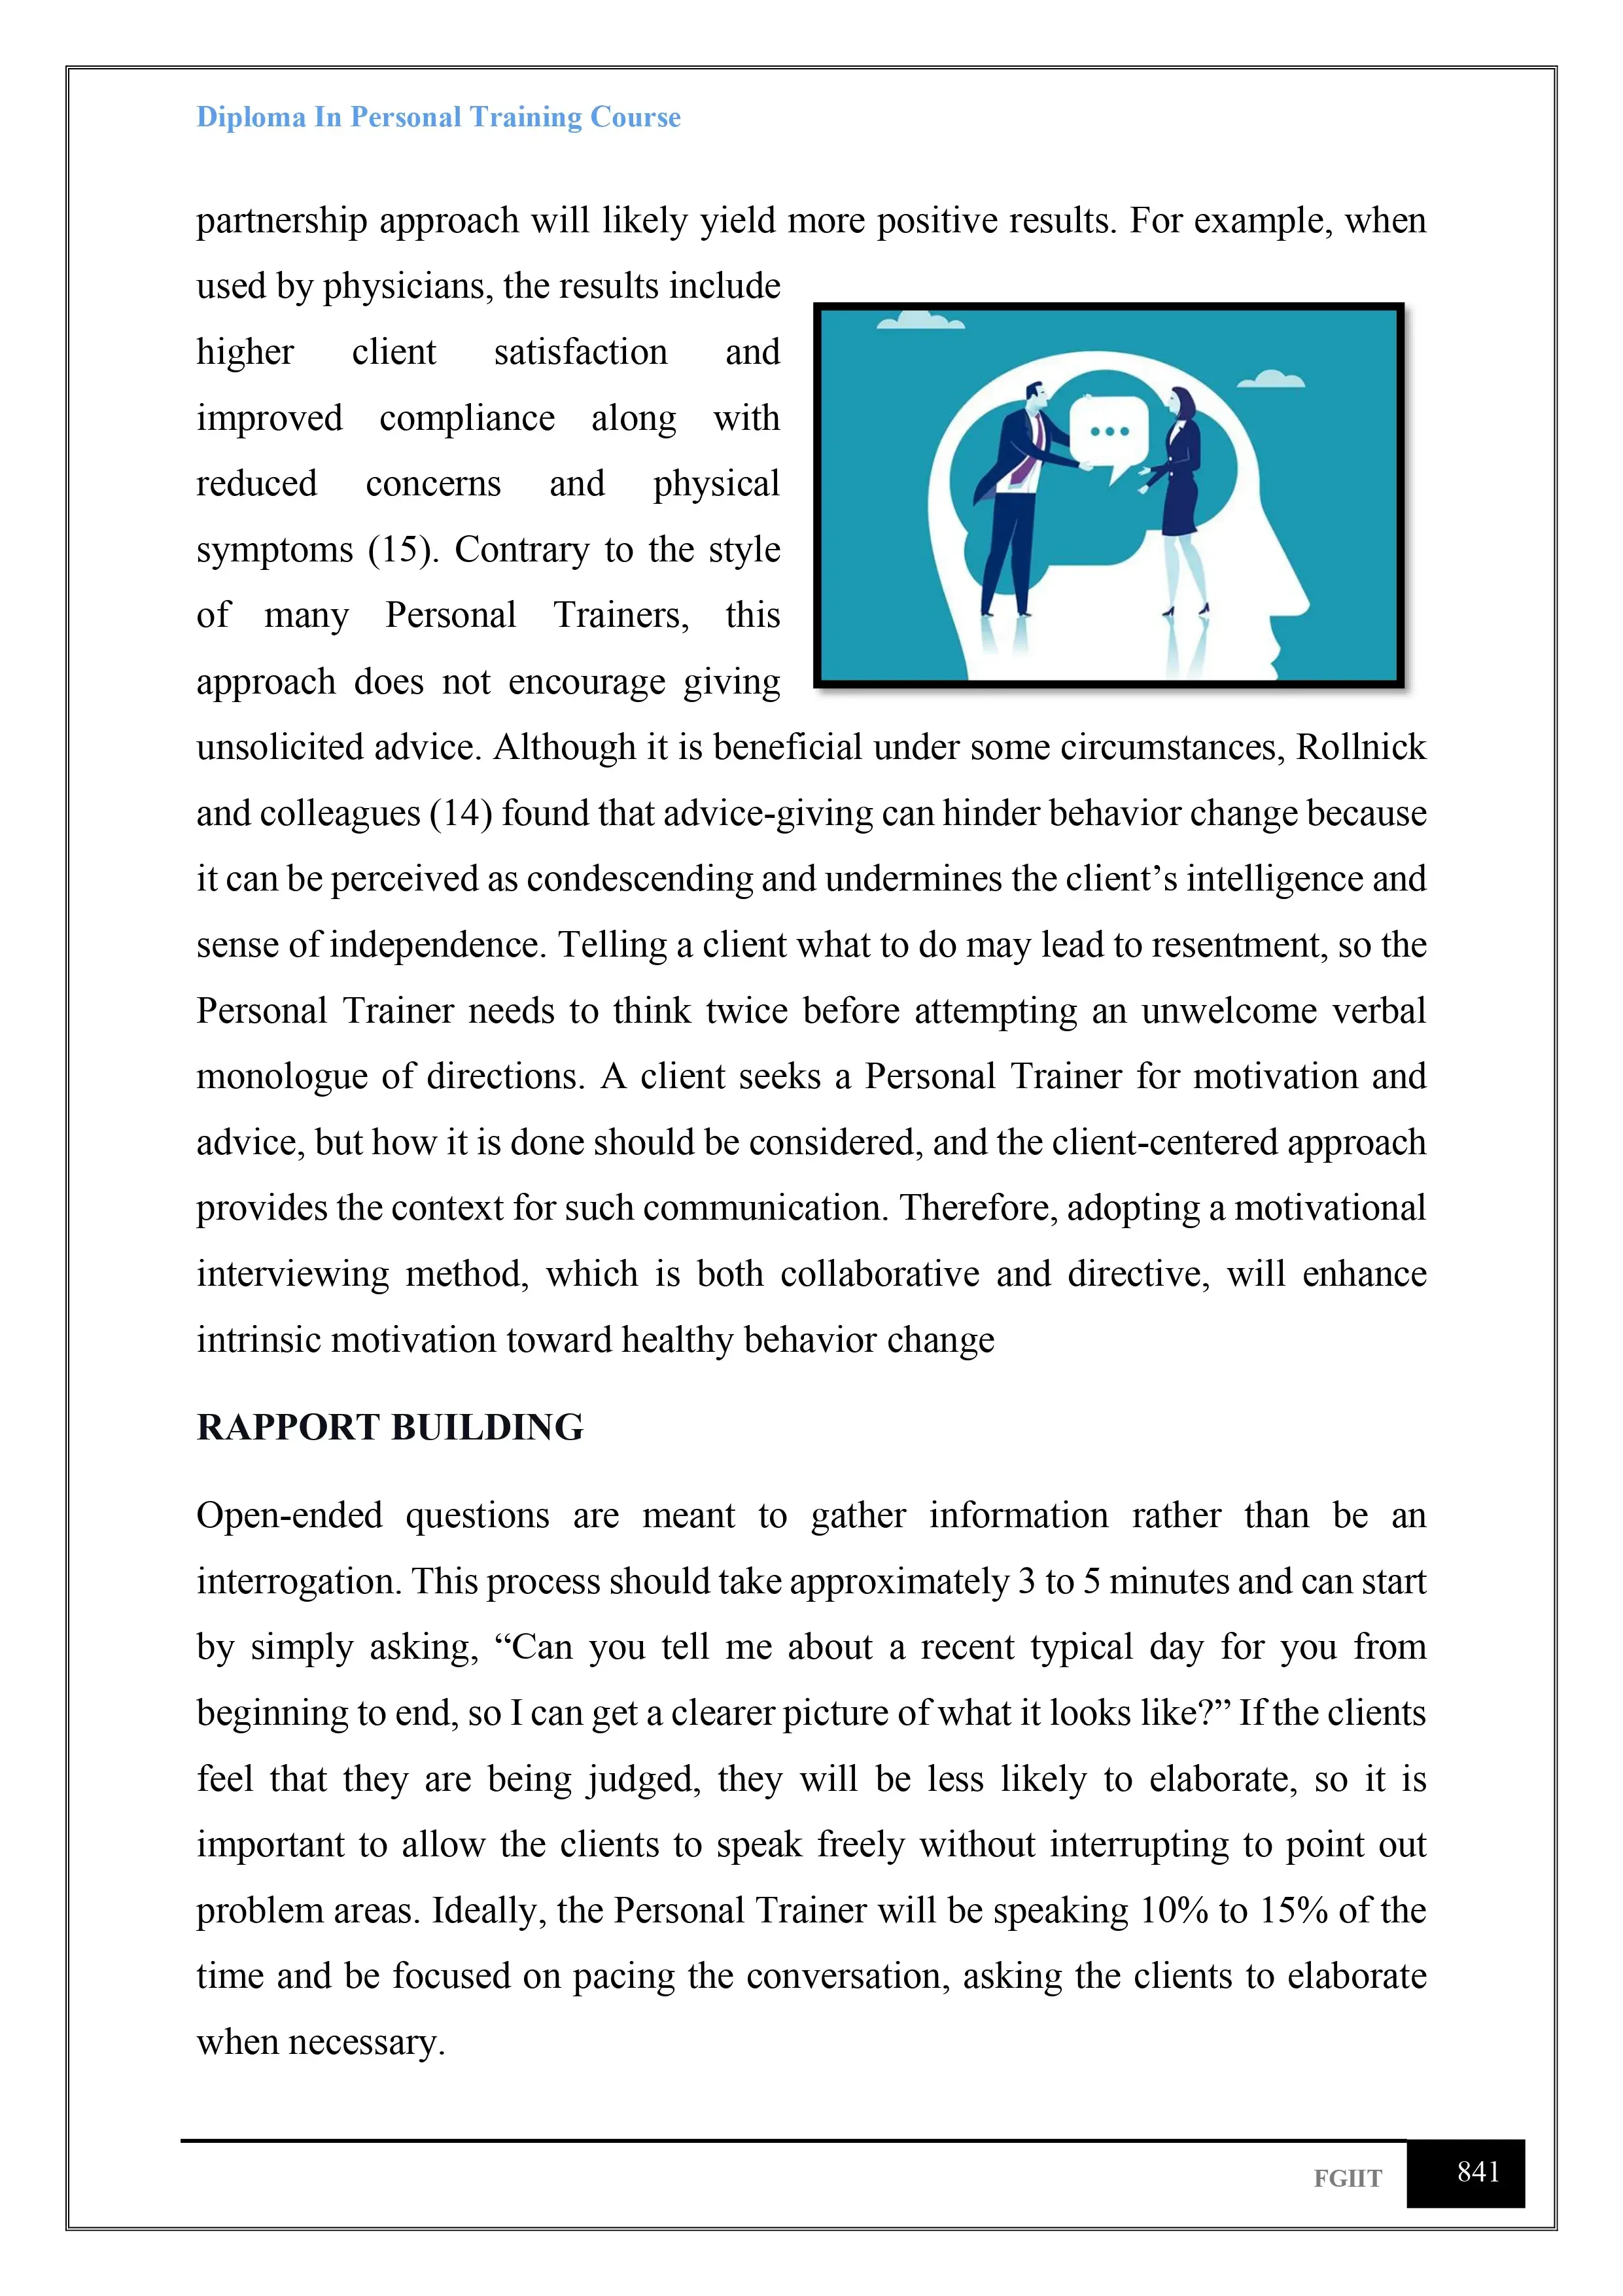 Diploma In Personal Training Course
partnership approach will likely yield more positive results. For example, when
used by physicians, the results include
higher client satisfaction and
improved compliance along with
reduced concerns and physical
symptoms (15). Contrary to the style
of many Personal Trainers, this
approach does not encourage giving
unsolicited advice. Although it is beneficial under some circumstances, Rollnick
and colleagues (14) found that advice-giving can hinder behavior change because
it can be perceived as condescending and undermines the client’s intelligence and
sense of independence. Telling a client what to do may lead to resentment, so the
Personal Trainer needs to think twice before attempting an unwelcome verbal
monologue of directions. A client seeks a Personal Trainer for motivation and
advice, but how it is done should be considered, and the client-centered approach
provides the context for such communication. Therefore, adopting a motivational
interviewing method, which is both collaborative and directive, will enhance
intrinsic motivation toward healthy behavior change
RAPPORT BUILDING
Open-ended questions are meant to gather information rather than be an
interrogation. This process should take approximately 3 to 5 minutes and can start
by simply asking, “Can you tell me about a recent typical day for you from
beginning to end, so I can get a clearer picture of what it looks like?” If the clients
feel that they are being judged, they will be less likely to elaborate, so it is
important to allow the clients to speak freely without interrupting to point out
problem areas. Ideally, the Personal Trainer will be speaking 10% to 15% of the
time and be focused on pacing the conversation, asking the clients to elaborate
when necessary.
FGIIT 841